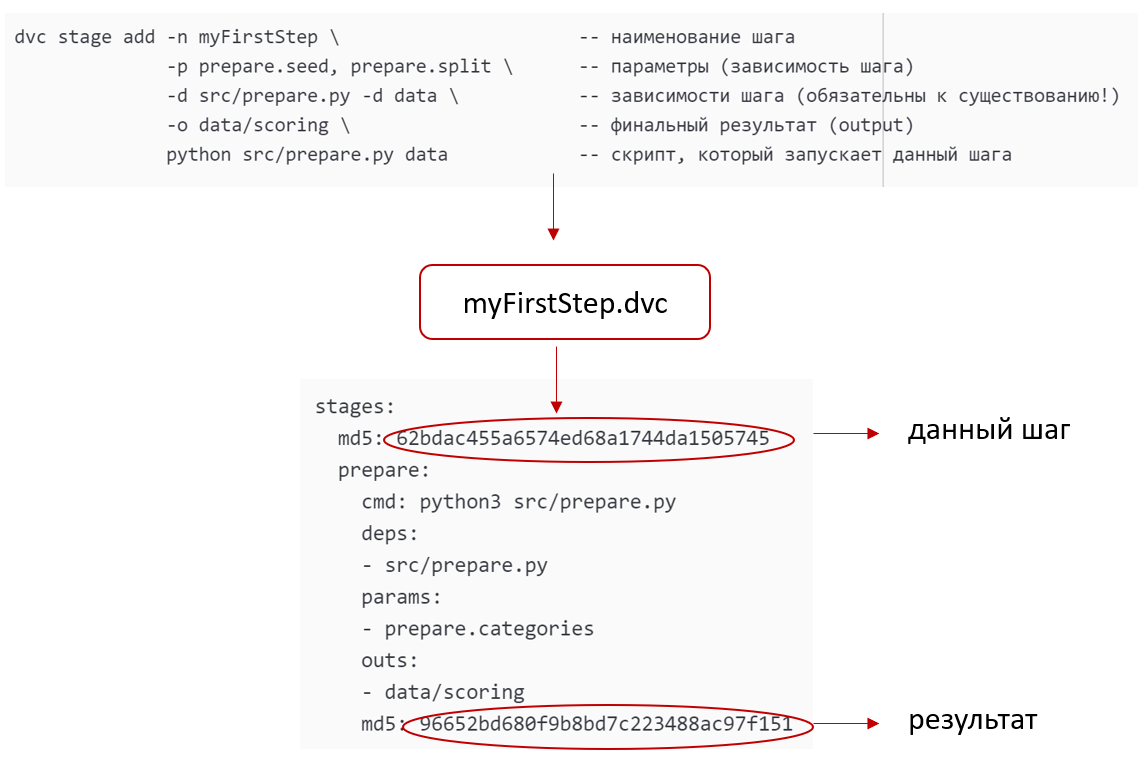 dvc stage add -n myFirstStep \ -- наименование шага
-p prepare.seed, prepare.split \ -- параметры (зависимость шага)
-d src/prepare.py -d data \ -- зависимости шага (обязательны к существованию!)
-o data/scoring \ -- финальный результат (output)
python src/prepare.py data -- скрипт, который запускает данный шага
myFirstStep.dvc
stages:
md5: 62bdac455a6574ed68a1744da1505745
данный шаг
prepare:
cmd: python3 src/prepare.py
deps:
- src/prepare.py
params:
- prepare.categories
outs:
- data/scoring
md5: 96652bd680f9b8bd7c223488ac97f151
результат